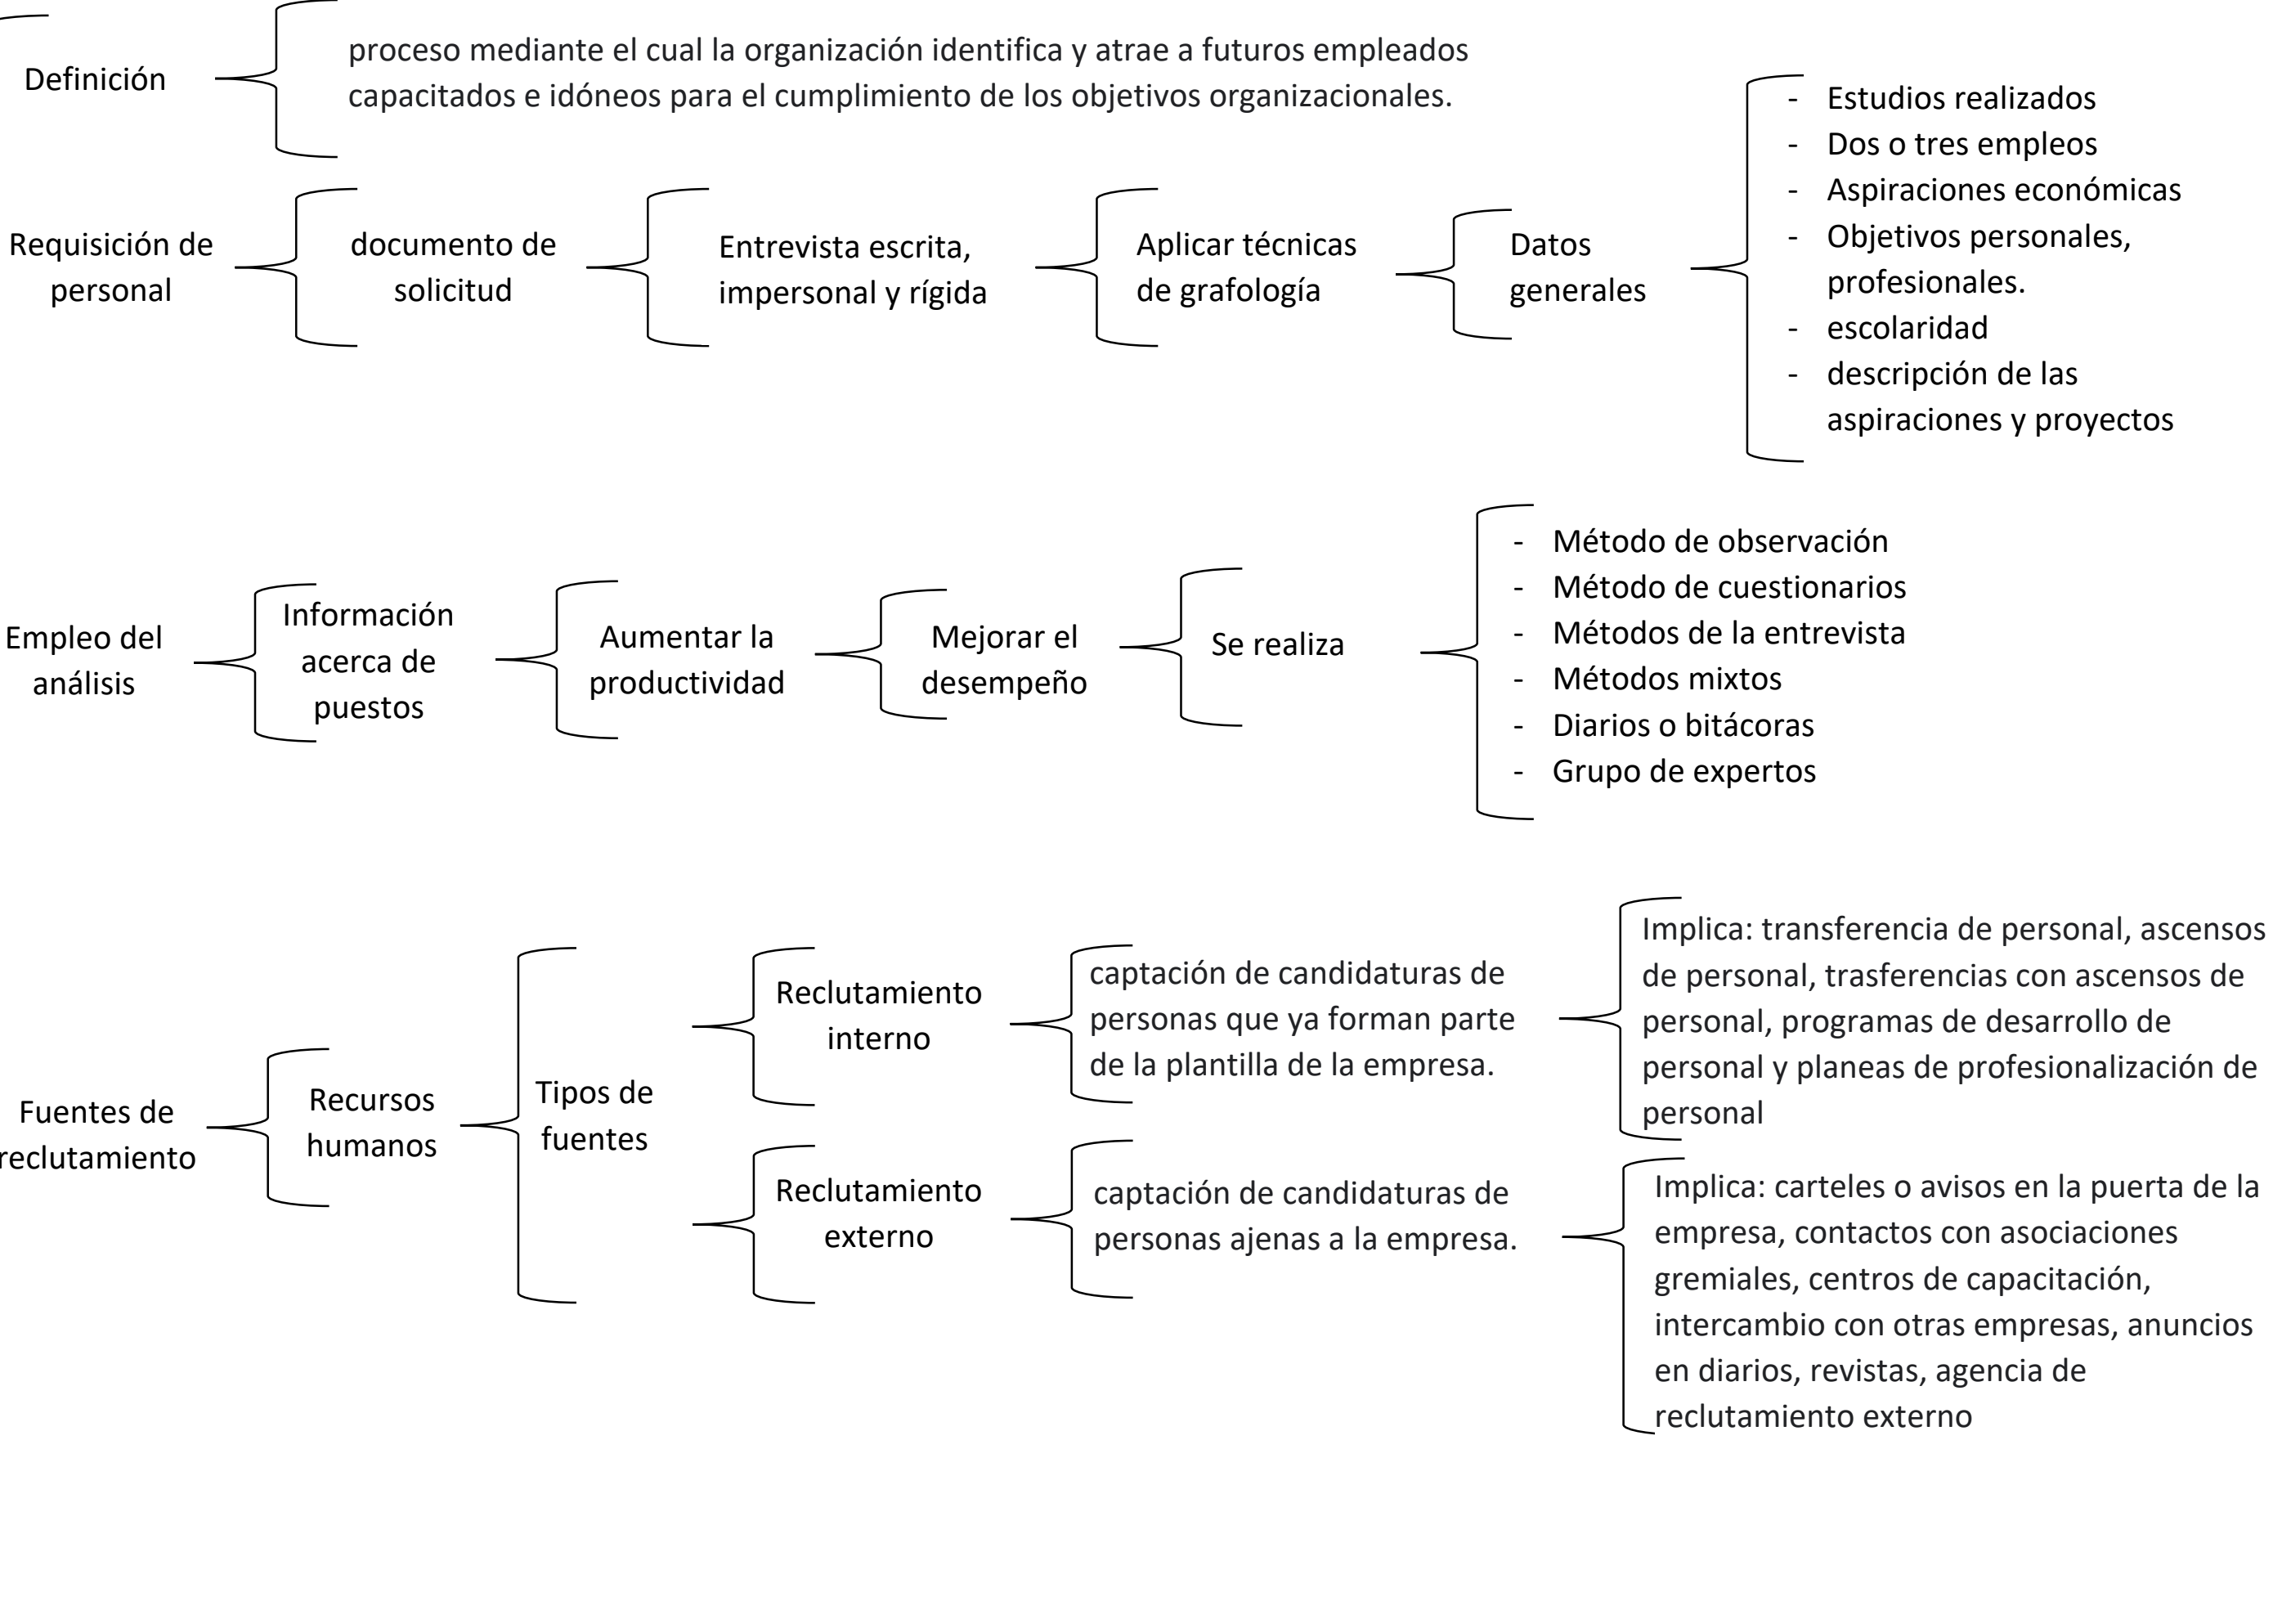 Definición
proceso mediante el cual la organización identifica y atrae a futuros empleados
capacitados e idóneos para el cumplimiento de los objetivos organizacionales.
Requisición de
personal
documento de
solicitud
Entrevista escrita,
impersonal y rígida
Aplicar técnicas
de grafología
Datos
generales
- Estudios realizados
- Dos o tres empleos
- Aspiraciones económicas
- Objetivos personales,
profesionales.
- escolaridad
- descripción de las
aspiraciones y proyectos
Empleo del
análisis
Información
acerca de
puestos
Aumentar la
productividad
Mejorar el
desempeño
Se realiza
- Método de observación
- Método de cuestionarios
- Métodos de la entrevista
- Métodos mixtos
- Diarios o bitácoras
- Grupo de expertos
Fuentes de
reclutamiento
Recursos
humanos
Tipos de
fuentes
Reclutamiento
interno
captación de candidaturas de
personas que ya forman parte
de la plantilla de la empresa.
Implica: transferencia de personal, ascensos
de personal, trasferencias con ascensos de
personal, programas de desarrollo de
personal y planeas de profesionalización de
personal
Reclutamiento
externo
captación de candidaturas de
personas ajenas a la empresa.
Implica: carteles o avisos en la puerta de la
empresa, contactos con asociaciones
gremiales, centros de capacitación,
intercambio con otras empresas, anuncios
en diarios, revistas, agencia de
reclutamiento externo